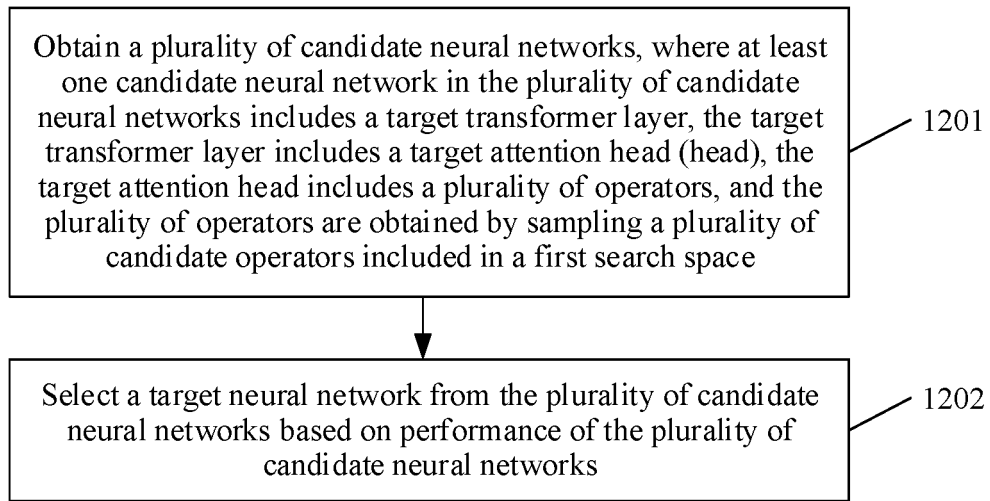 Obtain a plurality of candidate neural networks, where at least
one candidate neural network in the plurality of candidate
neural networks includes a target transformer layer, the target
transformer layer includes a target attention head (head), the
target attention head includes a plurality of operators, and the
plurality of operators are obtained by sampling a plurality of
candidate operators included in a first search space
1201
Select a target neural network from the plurality of candidate
neural networks based on performance of the plurality of
candidate neural networks
1202